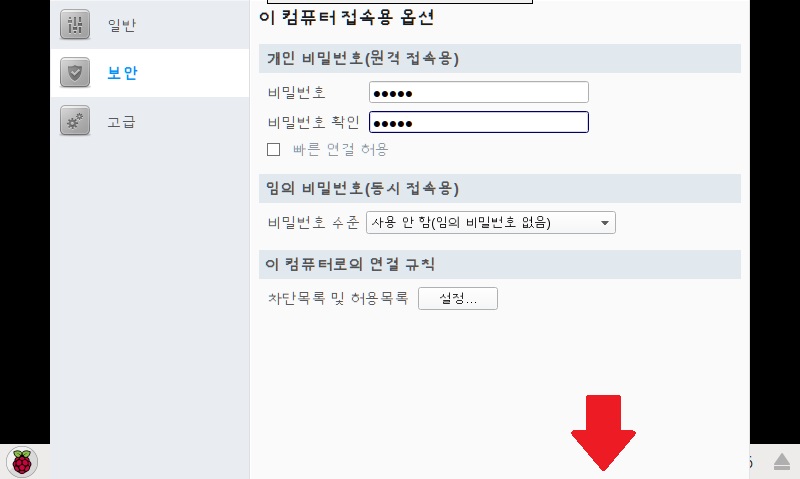 이 컴퓨터 접속용 옵션
일반
보안
고급
개인 비밀번호(원격 접속용)
비밀번호 ●●●●●
비밀번호 확인 ●●●●●
빠른 연결 허용
임의 비밀번호(동시 접속용)
비밀번호 수준 사용 안 함(임의 비밀번호 없음)
이 컴퓨터로의 연결 규칙
차단목록 및 허용목록 설정...